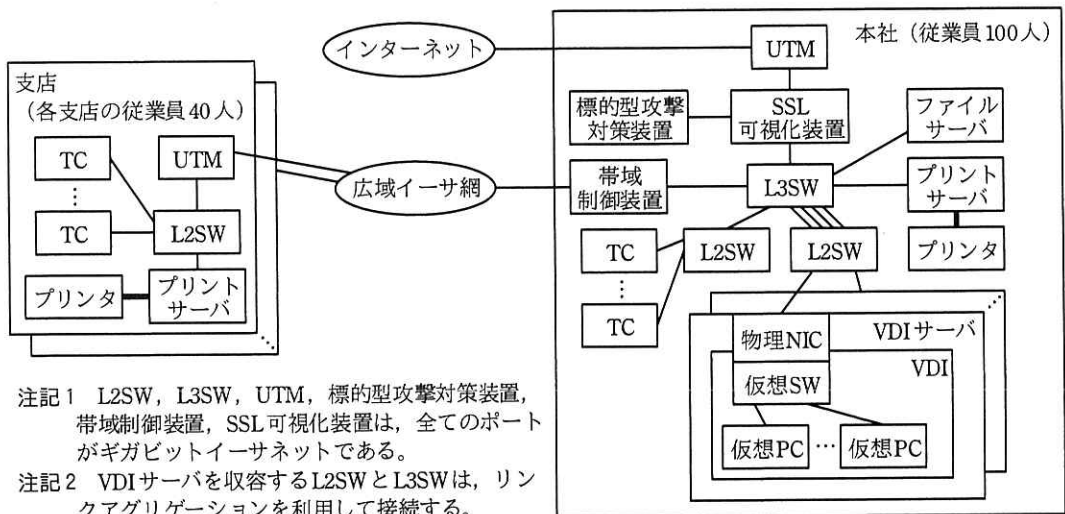 インターネット
本社（従業員100人）
UTM
標的型攻撃
対策装置
SSL
可視化装置
ファイル
サーバ
帯域
制御装置
L3SW
プリント
サーバ
TC
⋮
TC
L2SW
L2SW
プリンタ
物理NIC
VDIサーバ
仮想SW
VDI
仮想PC
…
仮想PC
支店
（各支店の従業員40人）
TC
⋮
TC
UTM
L2SW
プリンタ
プリント
サーバ
広域イーサ網
注記1　L2SW，L3SW，UTM，標的型攻撃対策装置，
帯域制御装置，SSL可視化装置は，全てのポート
がギガビットイーサネットである。
注記2　VDIサーバを収容するL2SWとL3SWは，リン
クアグリゲーションを利用して接続する。